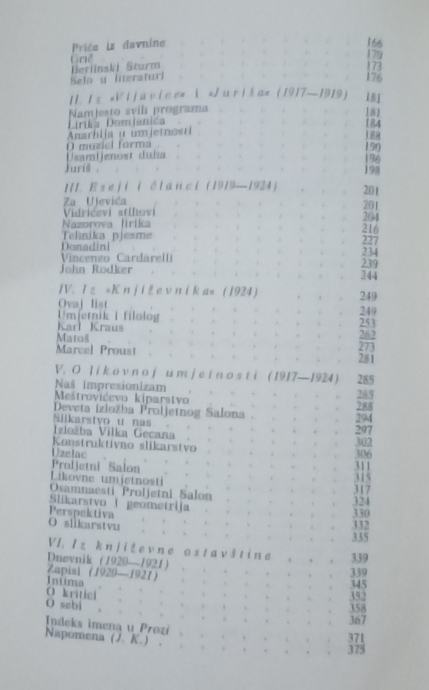 Priča iz davnine 166
Grič 170
Berlinski Šturm 173
Selo u literaturi 176
II. Iz »Vijavice« i »Juriša« (1917—1919) 181
Namjesto svih programa 181
Lirika Domjanića 184
Anarhija u umjetnosti 188
O muzici forma 190
Usamljenost duha 196
Juriš 198
III. Eseji i članci (1919—1924) 201
Za Ujevića 201
Vidrićevi stihovi 204
Nazorova lirika 216
Tehnika pjesme 227
Donadini 234
Vincenzo Cardarelli 239
John Rodker 244
IV. Iz »Književnika« (1924) 249
Ovaj list 249
Umjetnik i filolog 253
Karl Kraus 262
Matoš 273
Marcel Proust 281
V. O likovnoj umjetnosti (1917—1924) 285
Naš impresionizam 285
Meštrovićevo kiparstvo 288
Deveta izložba Proljetnog Salona 294
Slikarstvo u nas 297
Izložba Vilka Gecana 302
Konstruktivno slikarstvo 306
Uzelac 311
Proljetni Salon 315
Likovne umjetnosti 317
Osamnaesti Proljetni Salon 324
Slikarstvo i geometrija 330
Perspektiva 332
O slikarstvu 335
VI. Iz književne ostavštine 339
Dnevnik (1920—1921) 339
Zapisi (1920—1921) 345
Intima 352
O kritici 358
O sebi 367
Indeks imena u Prozi 371
Napomena (J. K.) 375